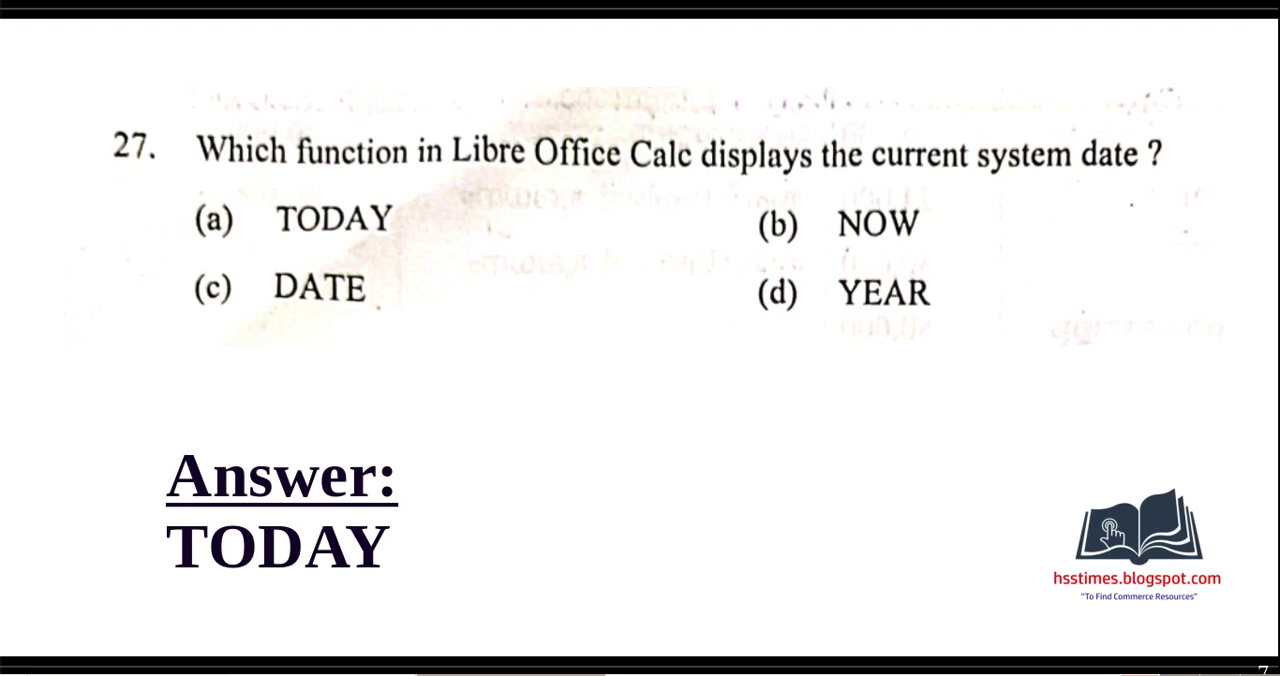 27. Which function in Libre Office Calc displays the current system date ?
(a) TODAY (b) NOW
(c) DATE (d) YEAR
Answer:
TODAY
hsstimes.blogspot.com
"To Find Commerce Resources"
7